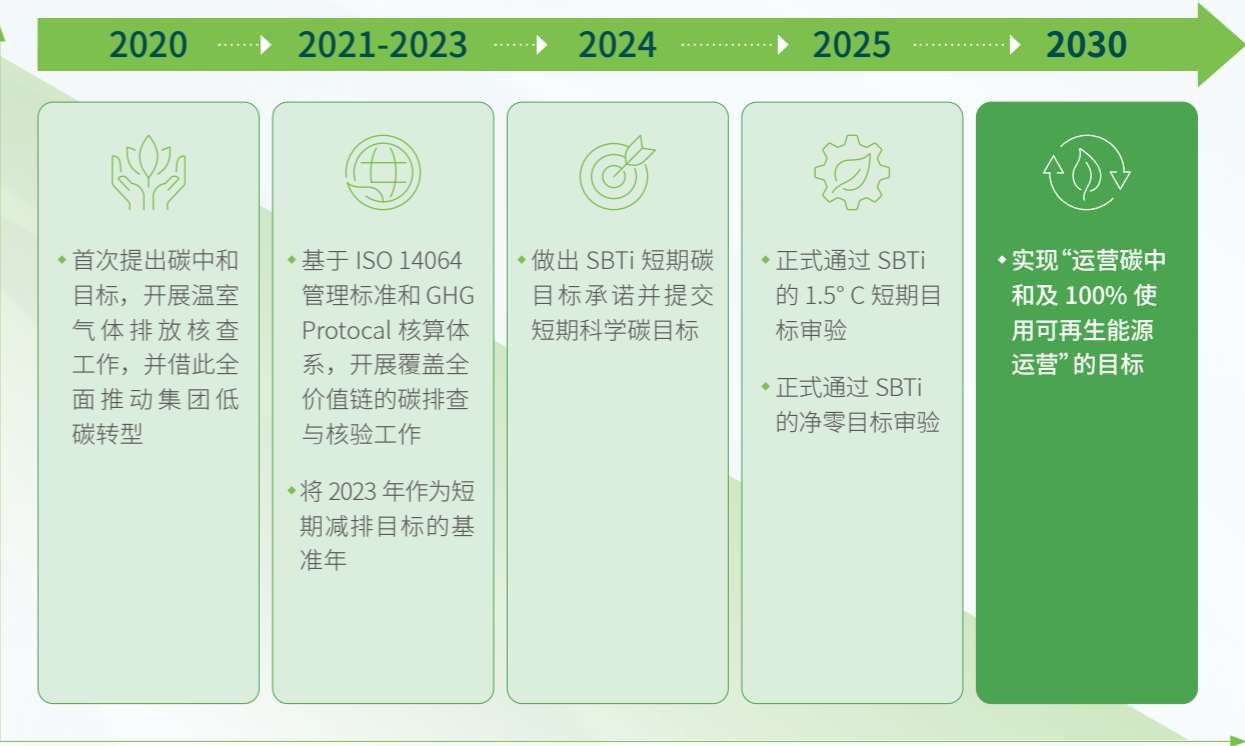 2020 2021-2023 2024 2025 2030
首次提出碳中和
目标，开展温室
气体排放核查
工作，并借此全
面推动集团低
碳转型
基于 ISO 14064
管理标准和 GHG
Protocal 核算体
系，开展覆盖全
价值链的碳排查
与核验工作
将 2023 年作为短
期减排目标的基
准年
做出 SBTi 短期碳
目标承诺并提交
短期科学碳目标
正式通过 SBTi
的 1.5° C 短期目
标审验
正式通过 SBTi
的净零目标审验
实现“运营碳中
和及 100% 使
用可再生能源
运营”的目标